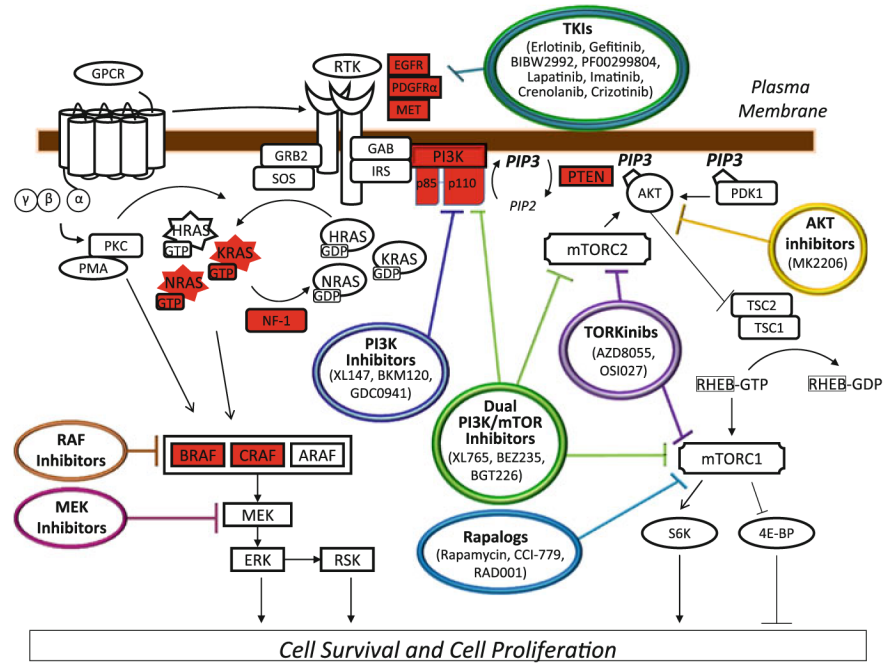 TKIs
(Erlotinib, Gefitinib,
BIBW2992, PF00299804,
Lapatinib, Imatinib,
Crenolanib, Crizotinib)
GPCR
RTK
EGFR
PDGFRα
MET
Plasma
Membrane
GRB2
SOS
GAB
IRS
PI3K
p85
p110
PIP3
PIP2
PTEN
PIP3
AKT
PIP3
PDK1
γ
β
α
PKC
PMA
HRAS
GTP
KRAS
GTP
NRAS
GTP
HRAS
GDP
KRAS
GDP
NRAS
GDP
NF-1
mTORC2
AKT
inhibitors
(MK2206)
TSC2
TSC1
PI3K
Inhibitors
(XL147, BKM120,
GDC0941)
TORKinibs
(AZD8055,
OSI027)
RHEB-GTP
RHEB-GDP
Dual
PI3K/mTOR
Inhibitors
(XL765, BEZ235,
BGT226)
RAF
Inhibitors
BRAF
CRAF
ARAF
mTORC1
MEK
Inhibitors
MEK
Rapalogs
(Rapamycin, CCI-779,
RAD001)
S6K
4E-BP
ERK
RSK
Cell Survival and Cell Proliferation